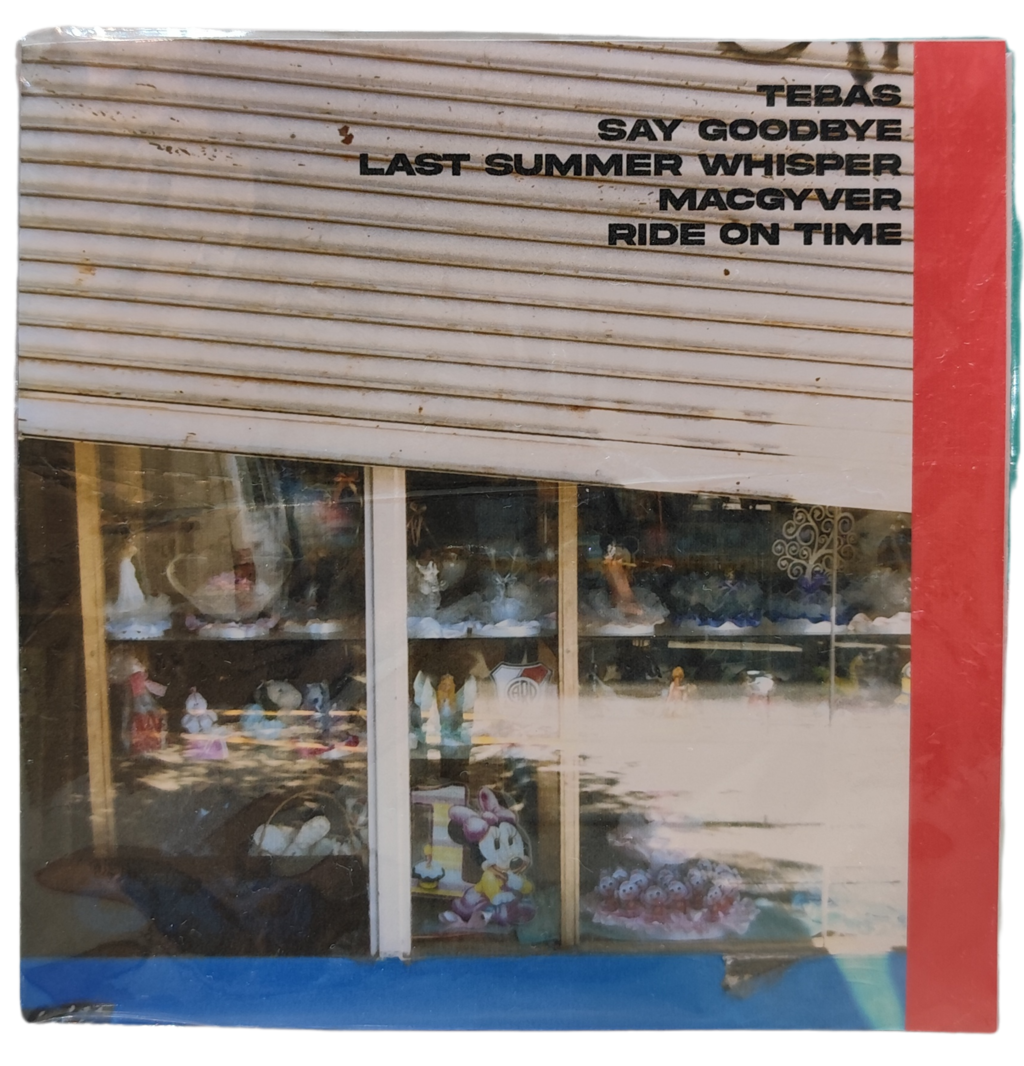 TEBAS
SAY GOODBYE
LAST SUMMER WHISPER
MACGYVER
RIDE ON TIME